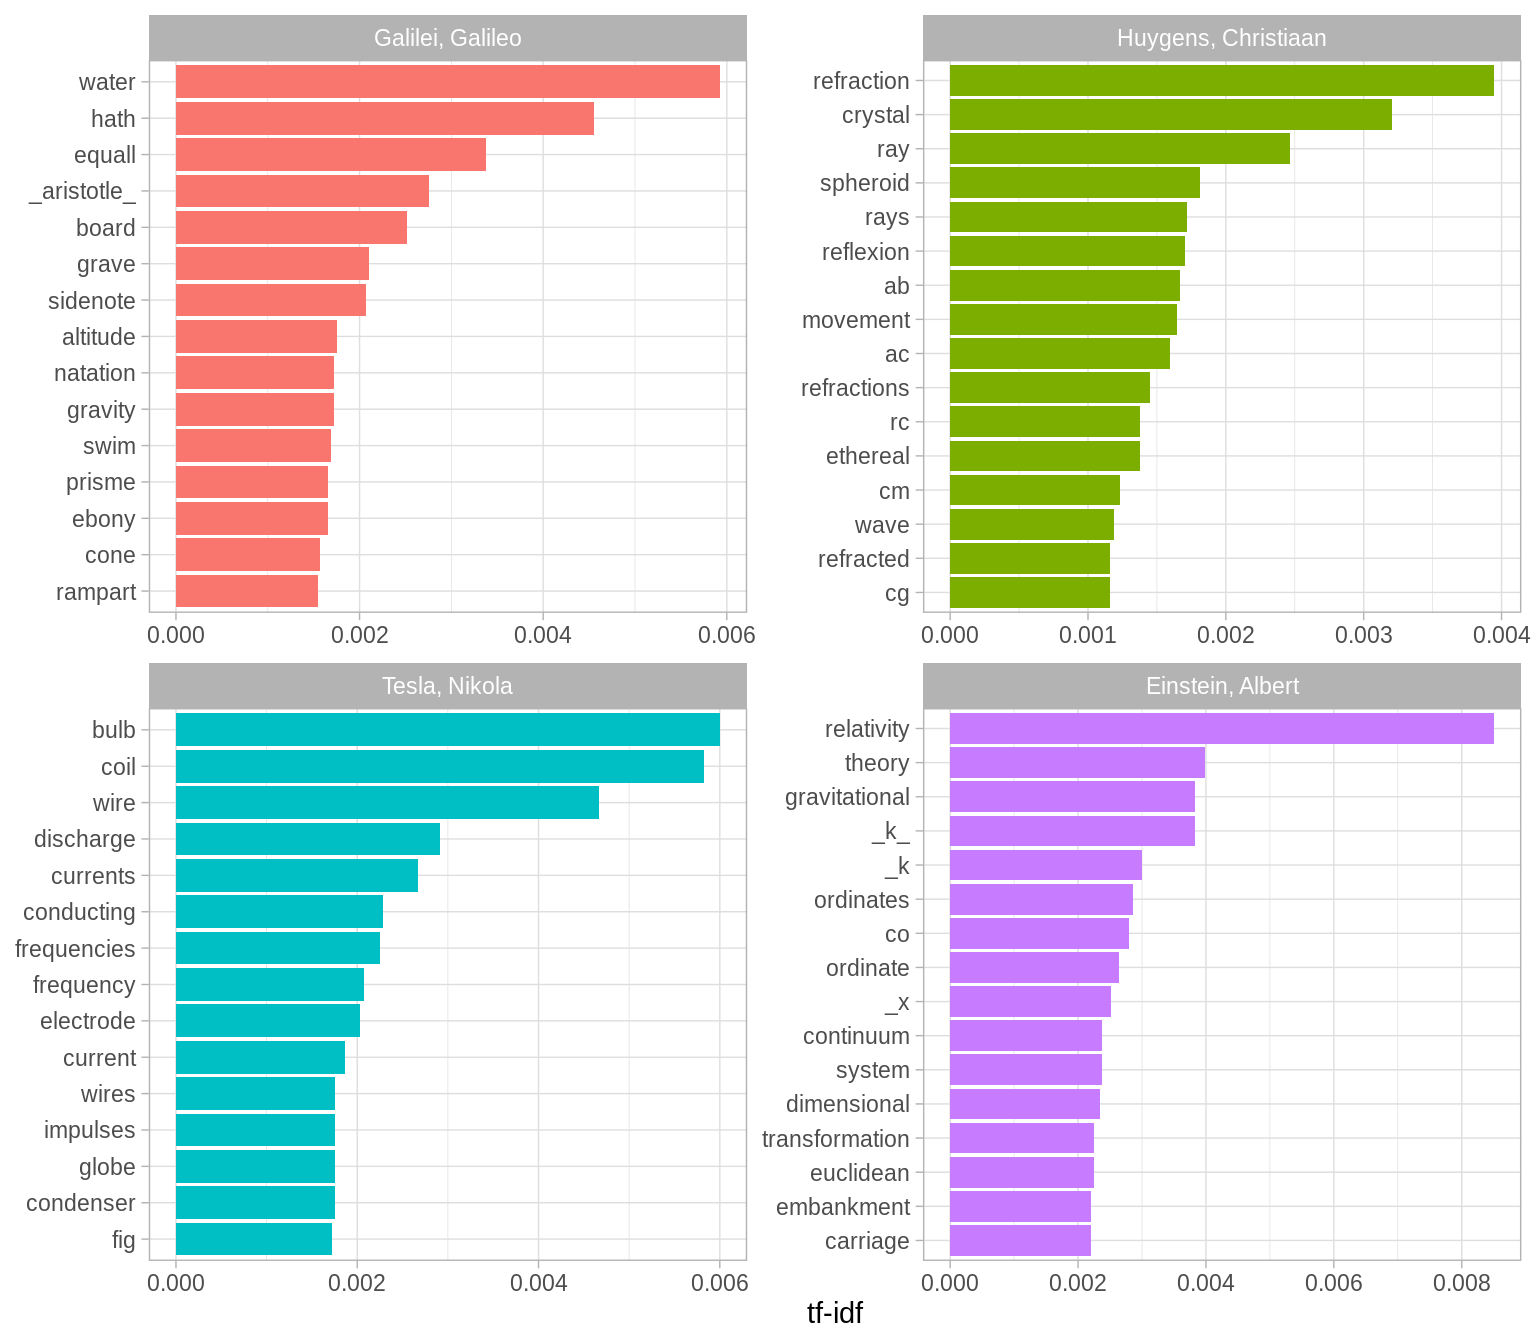 Galilei, Galileo
water
hath
equall
_aristotle_
board
grave
sidenote
altitude
natation
gravity
swim
prisme
ebony
cone
rampart
0.000 0.002 0.004 0.006
Huygens, Christiaan
refraction
crystal
ray
spheroid
rays
reflexion
ab
movement
ac
refractions
rc
ethereal
cm
wave
refracted
cg
0.000 0.001 0.002 0.003 0.004
Tesla, Nikola
bulb
coil
wire
discharge
currents
conducting
frequencies
frequency
electrode
current
wires
impulses
globe
condenser
fig
0.000 0.002 0.004 0.006
Einstein, Albert
relativity
theory
gravitational
_k_
_k
ordinates
co
ordinate
_x
continuum
system
dimensional
transformation
euclidean
embankment
carriage
0.000 0.002 0.004 0.006 0.008
tf-idf